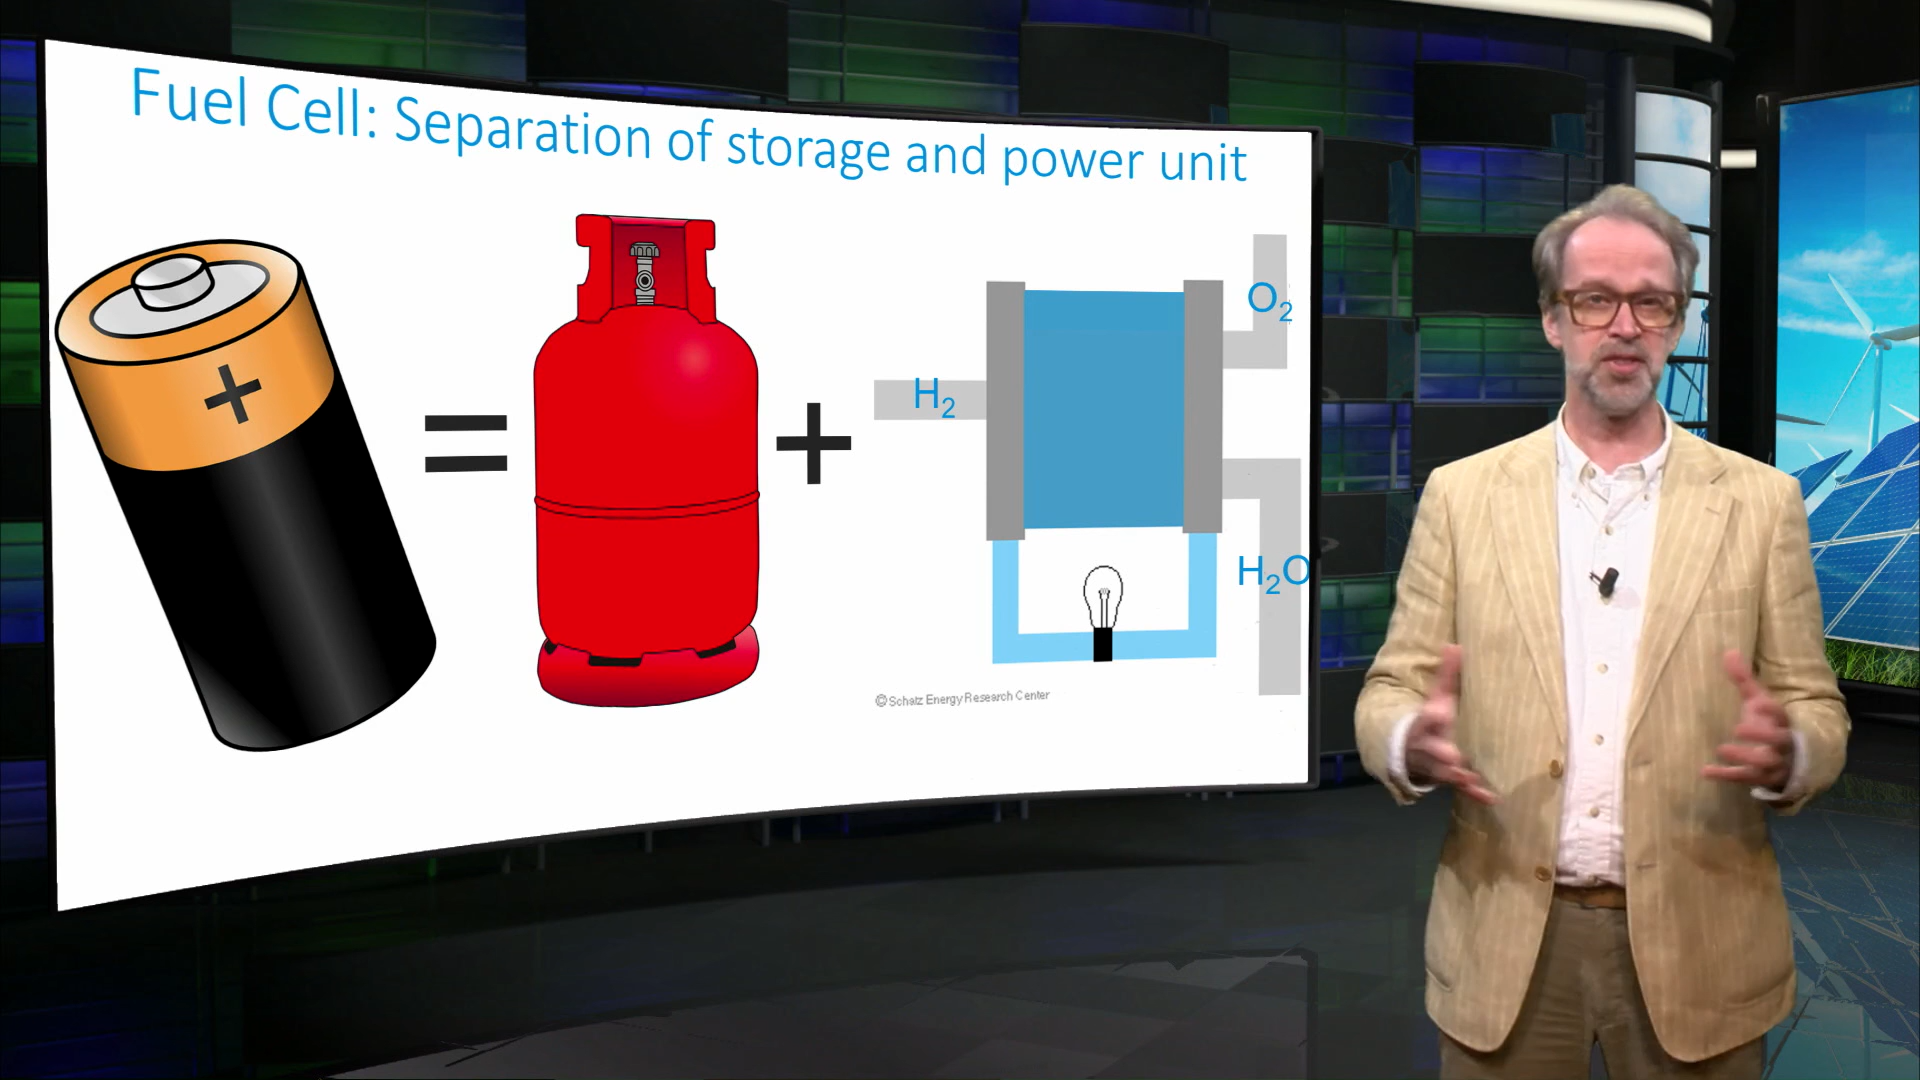 Fuel Cell: Separation of storage and power unit
+
=
+
H₂
O₂
H₂O
©Schatz Energy Research Center